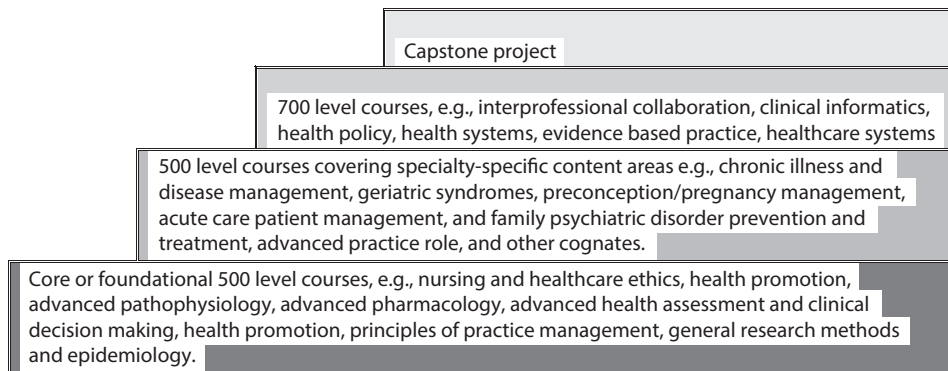 Capstone project
700 level courses, e.g., interprofessional collaboration, clinical informatics,
health policy, health systems, evidence based practice, healthcare systems
500 level courses covering specialty-specific content areas e.g., chronic illness and
disease management, geriatric syndromes, preconception/pregnancy management,
acute care patient management, and family psychiatric disorder prevention and
treatment, advanced practice role, and other cognates.
Core or foundational 500 level courses, e.g., nursing and healthcare ethics, health promotion,
advanced pathophysiology, advanced pharmacology, advanced health assessment and clinical
decision making, health promotion, principles of practice management, general research methods
and epidemiology.